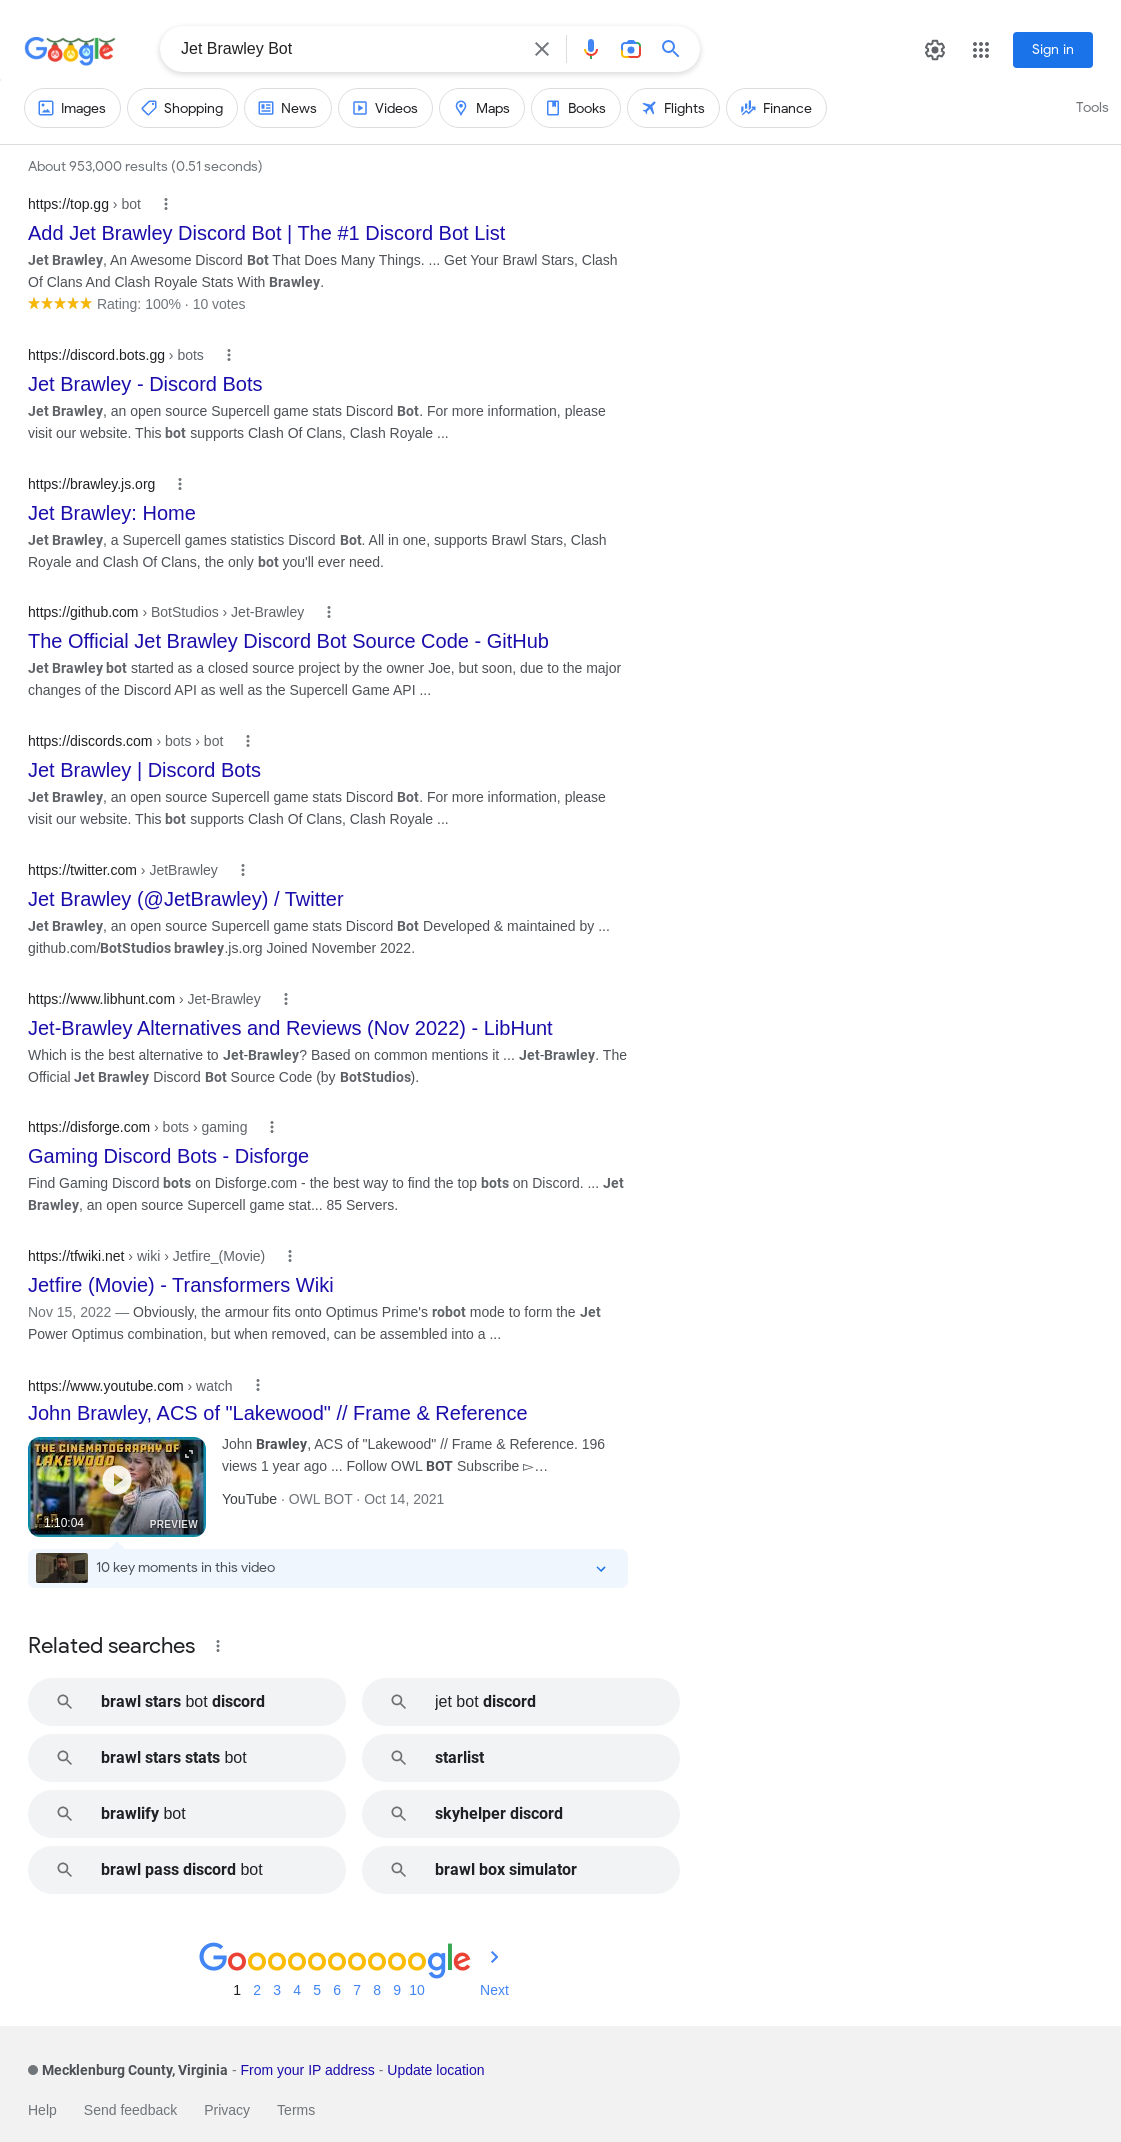 Google
Jet Brawley Bot
Sign in
Images
Shopping
News
Videos
Maps
Books
Flights
Finance
Tools
About 953,000 results (0.51 seconds)
https://top.gg › bot
Add Jet Brawley Discord Bot | The #1 Discord Bot List
Jet Brawley, An Awesome Discord Bot That Does Many Things. ... Get Your Brawl Stars, Clash
Of Clans And Clash Royale Stats With Brawley.
Rating: 100% · 10 votes
https://discord.bots.gg › bots
Jet Brawley - Discord Bots
Jet Brawley, an open source Supercell game stats Discord Bot. For more information, please
visit our website. This bot supports Clash Of Clans, Clash Royale ...
https://brawley.js.org
Jet Brawley: Home
Jet Brawley, a Supercell games statistics Discord Bot. All in one, supports Brawl Stars, Clash
Royale and Clash Of Clans, the only bot you'll ever need.
https://github.com › BotStudios › Jet-Brawley
The Official Jet Brawley Discord Bot Source Code - GitHub
Jet Brawley bot started as a closed source project by the owner Joe, but soon, due to the major
changes of the Discord API as well as the Supercell Game API ...
https://discords.com › bots › bot
Jet Brawley | Discord Bots
Jet Brawley, an open source Supercell game stats Discord Bot. For more information, please
visit our website. This bot supports Clash Of Clans, Clash Royale ...
https://twitter.com › JetBrawley
Jet Brawley (@JetBrawley) / Twitter
Jet Brawley, an open source Supercell game stats Discord Bot Developed & maintained by ...
github.com/BotStudios brawley.js.org Joined November 2022.
https://www.libhunt.com › Jet-Brawley
Jet-Brawley Alternatives and Reviews (Nov 2022) - LibHunt
Which is the best alternative to Jet-Brawley? Based on common mentions it ... Jet-Brawley. The
Official Jet Brawley Discord Bot Source Code (by BotStudios).
https://disforge.com › bots › gaming
Gaming Discord Bots - Disforge
Find Gaming Discord bots on Disforge.com - the best way to find the top bots on Discord. ... Jet
Brawley, an open source Supercell game stat... 85 Servers.
https://tfwiki.net › wiki › Jetfire_(Movie)
Jetfire (Movie) - Transformers Wiki
Nov 15, 2022 — Obviously, the armour fits onto Optimus Prime's robot mode to form the Jet
Power Optimus combination, but when removed, can be assembled into a ...
https://www.youtube.com › watch
John Brawley, ACS of "Lakewood" // Frame & Reference
THE CINEMATOGRAPHY OF
LAKEWOOD
1:10:04
PREVIEW
John Brawley, ACS of "Lakewood" // Frame & Reference. 196
views 1 year ago ... Follow OWL BOT Subscribe ▻…
YouTube · OWL BOT · Oct 14, 2021
10 key moments in this video
Related searches
brawl stars bot discord
jet bot discord
brawl stars stats bot
starlist
brawlify bot
skyhelper discord
brawl pass discord bot
brawl box simulator
Goooooooooogle
1 2 3 4 5 6 7 8 9 10 Next
Mecklenburg County, Virginia - From your IP address - Update location
Help Send feedback Privacy Terms